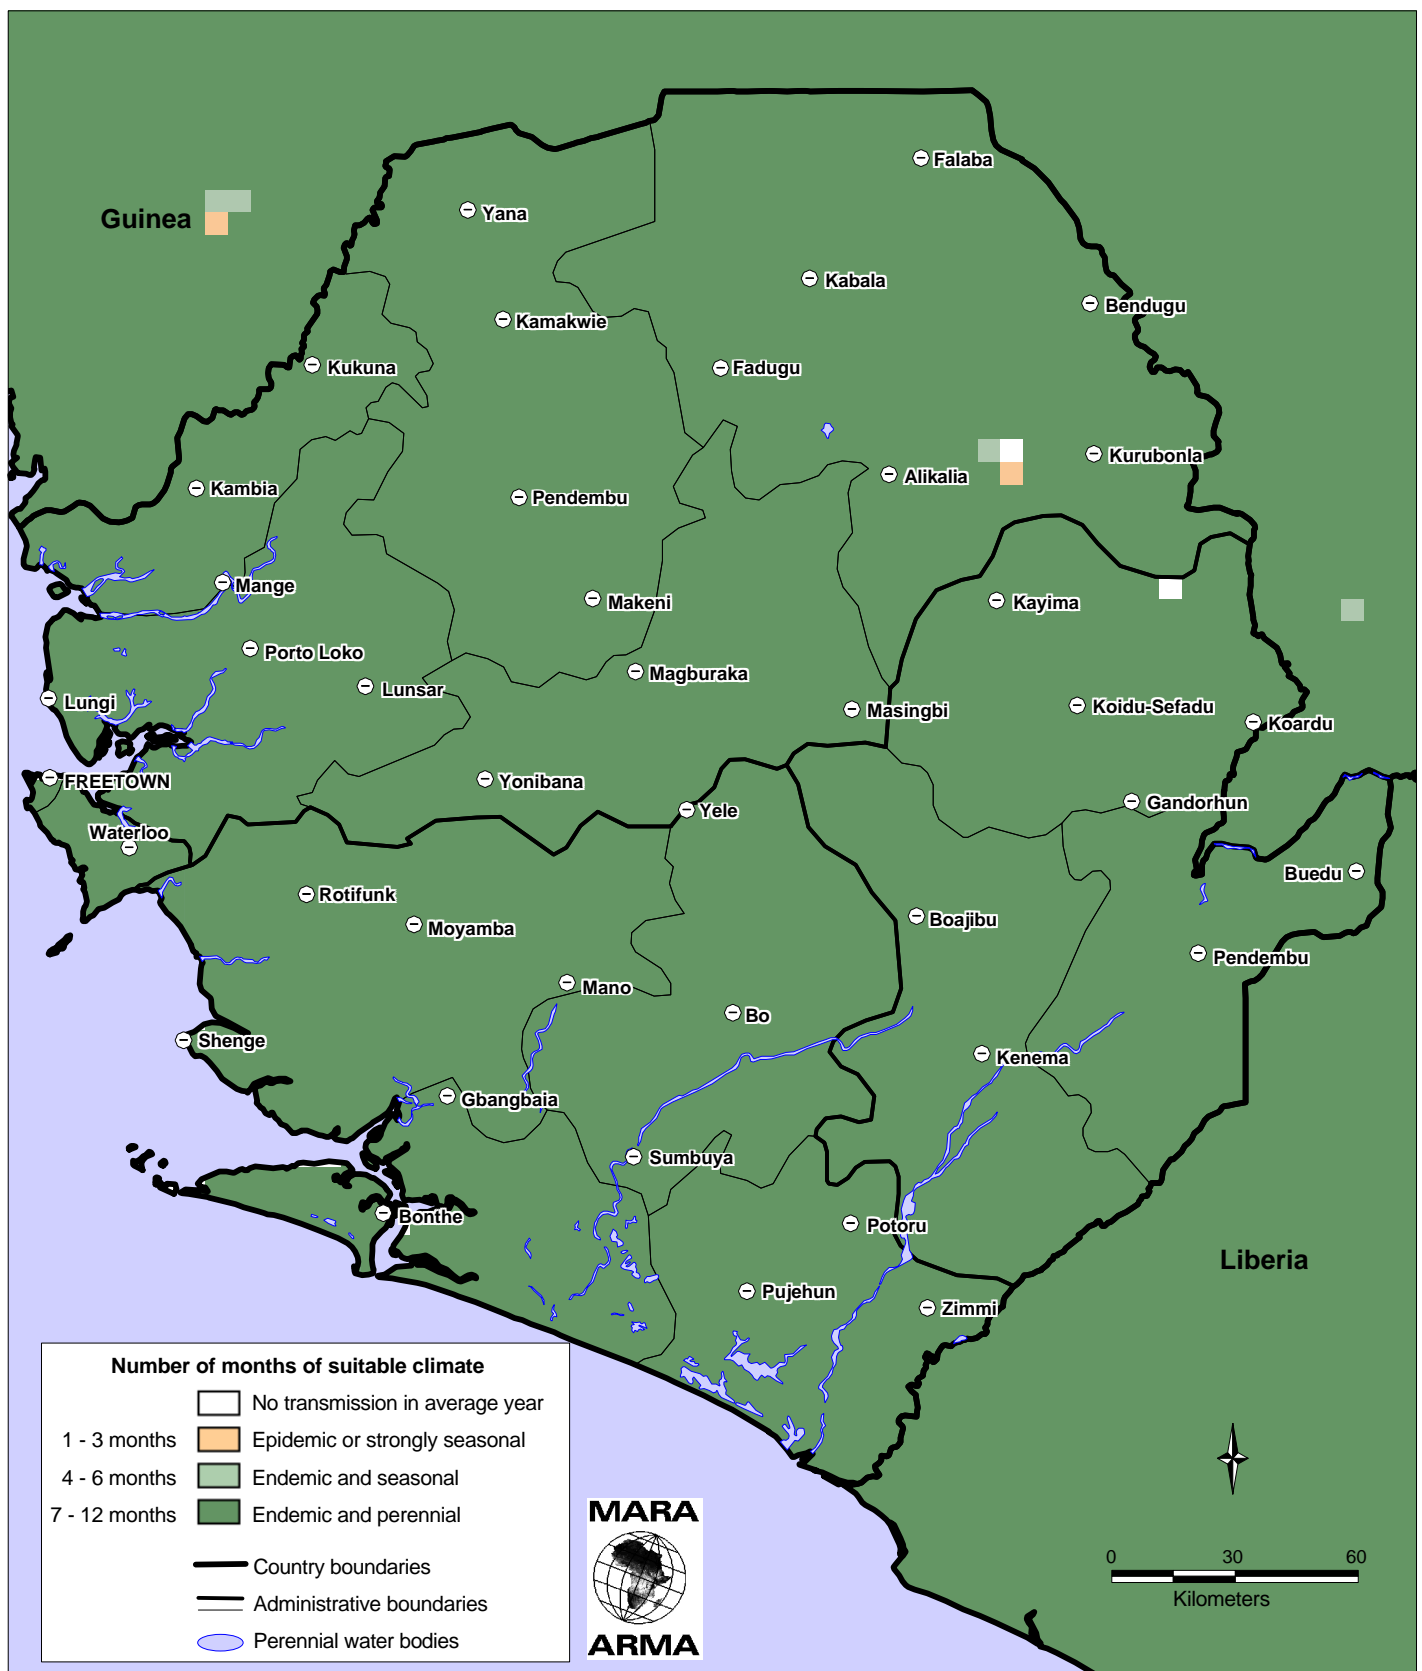 Falaba
Yana
Guinea
Kabala
Bendugu
Kamakwie
Kukuna
Fadugu
Kurubonla
Alikalia
Kambia
Pendembu
Mange
Makeni
Kayima
Porto Loko
Magburaka
Lunsar
Lungi
Masingbi
Koidu-Sefadu
Koardu
FREETOWN
Yonibana
Gandorhun
Yele
Waterloo
Buedu
Rotifunk
Boajibu
Moyamba
Pendembu
Mano
Bo
Shenge
Kenema
Gbangbaia
Sumbuya
Bonthe
Potoru
Liberia
Pujehun
Zimmi
Number of months of suitable climate
No transmission in average year
1 - 3 months Epidemic or strongly seasonal
4 - 6 months Endemic and seasonal
7 - 12 months Endemic and perennial
Country boundaries
Administrative boundaries
Perennial water bodies
MARA
ARMA
0 30 60
Kilometers